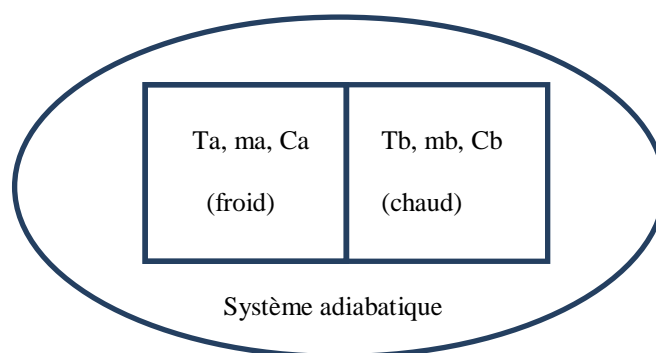 Ta, ma, Ca
Tb, mb, Cb
(froid)
(chaud)
Système adiabatique